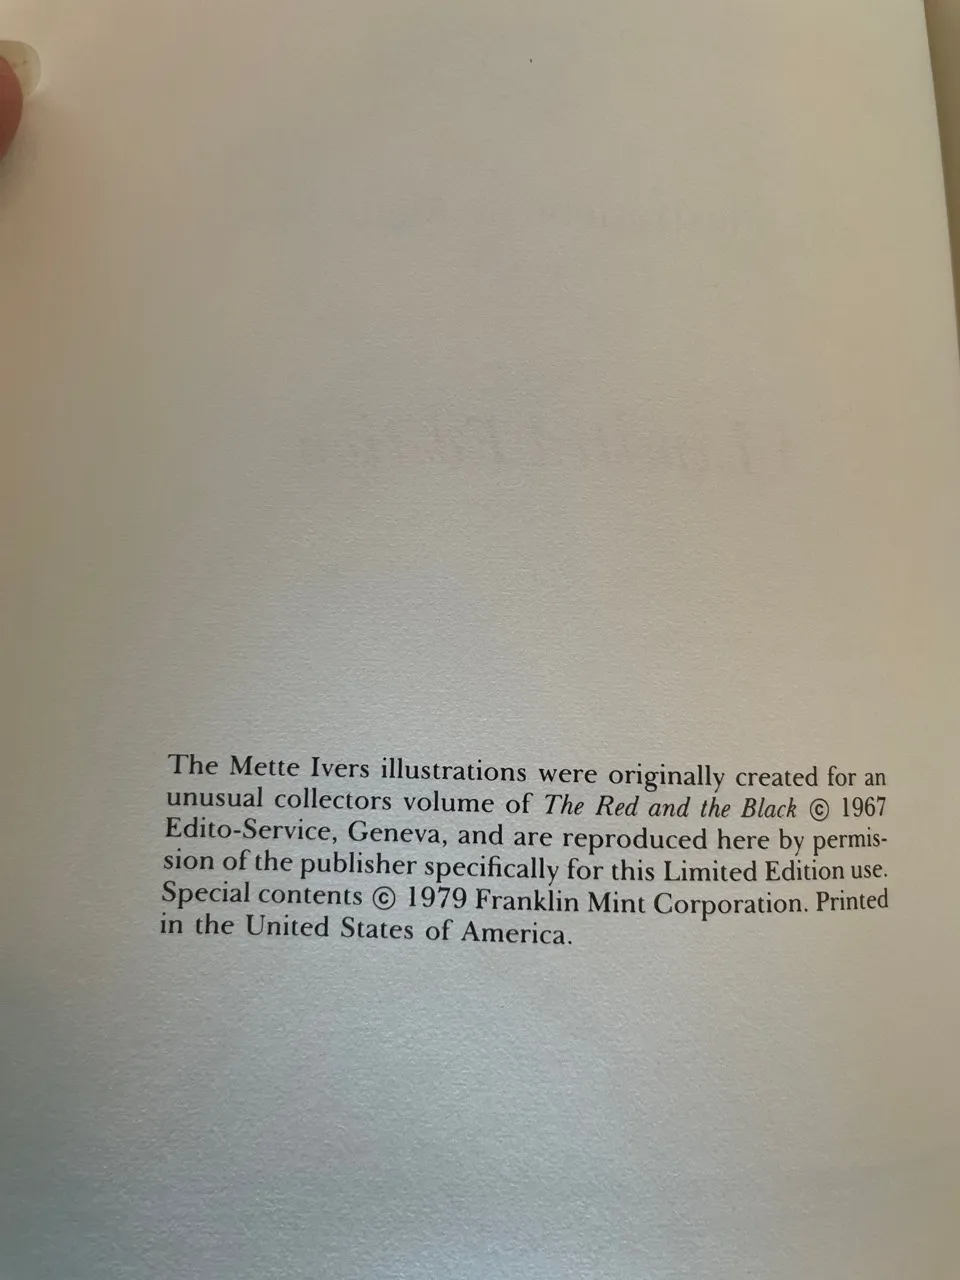 The Mette Ivers illustrations were originally created for an
unusual collectors volume of The Red and the Black © 1967
Edito-Service, Geneva, and are reproduced here by permis-
sion of the publisher specifically for this Limited Edition use.
Special contents © 1979 Franklin Mint Corporation. Printed
in the United States of America.